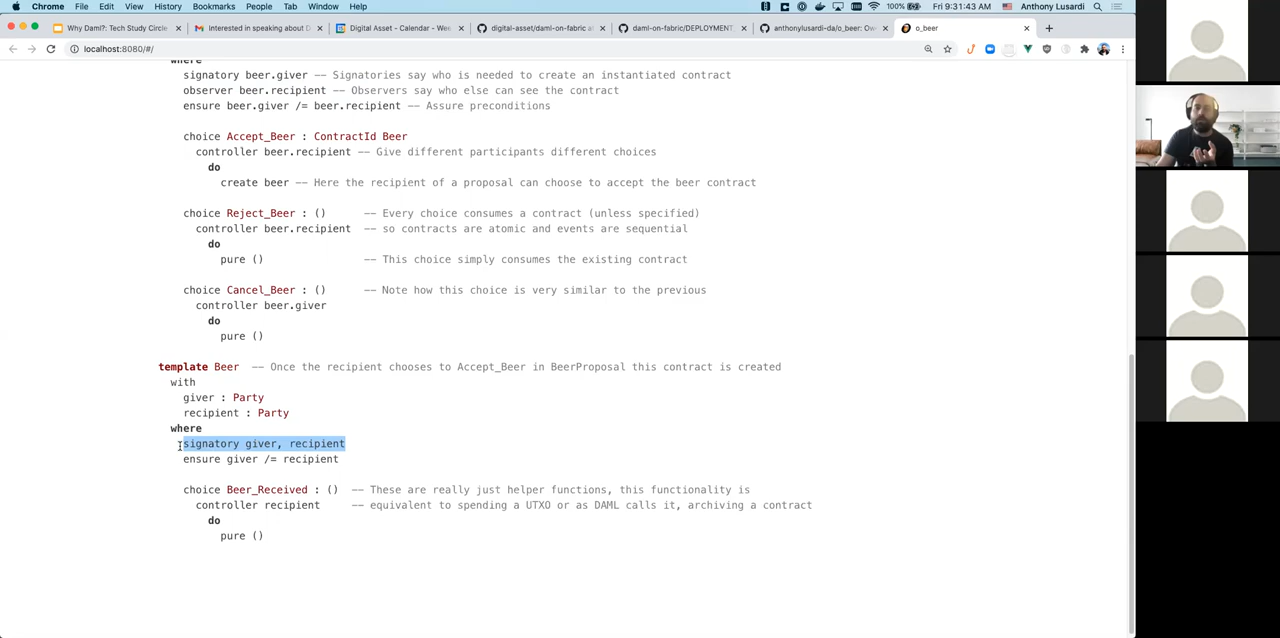 Chrome File Edit View History Bookmarks People Tab Window Help 100% Fri 9:31:43 AM Anthony Lusardi
Why Daml?: Tech Study Circle Interested in speaking about D Digital Asset - Calendar - We digital-asset/daml-on-fabric a daml-on-fabric/DEPLOYMENT. anthonylusardi-da/o_beer: Ow o_beer
localhost:8080/#/
where
signatory beer.giver -- Signatories say who is needed to create an instantiated contract
observer beer.recipient -- Observers say who else can see the contract
ensure beer.giver /= beer.recipient -- Assure preconditions
choice Accept_Beer : ContractId Beer
controller beer.recipient -- Give different participants different choices
do
create beer -- Here the recipient of a proposal can choose to accept the beer contract
choice Reject_Beer : () -- Every choice consumes a contract (unless specified)
controller beer.recipient -- so contracts are atomic and events are sequential
do
pure () -- This choice simply consumes the existing contract
choice Cancel_Beer : () -- Note how this choice is very similar to the previous
controller beer.giver
do
pure ()
template Beer -- Once the recipient chooses to Accept_Beer in BeerProposal this contract is created
with
giver : Party
recipient : Party
where
signatory giver, recipient
ensure giver /= recipient
choice Beer_Received : () -- These are really just helper functions, this functionality is
controller recipient -- equivalent to spending a UTXO or as DAML calls it, archiving a contract
do
pure ()